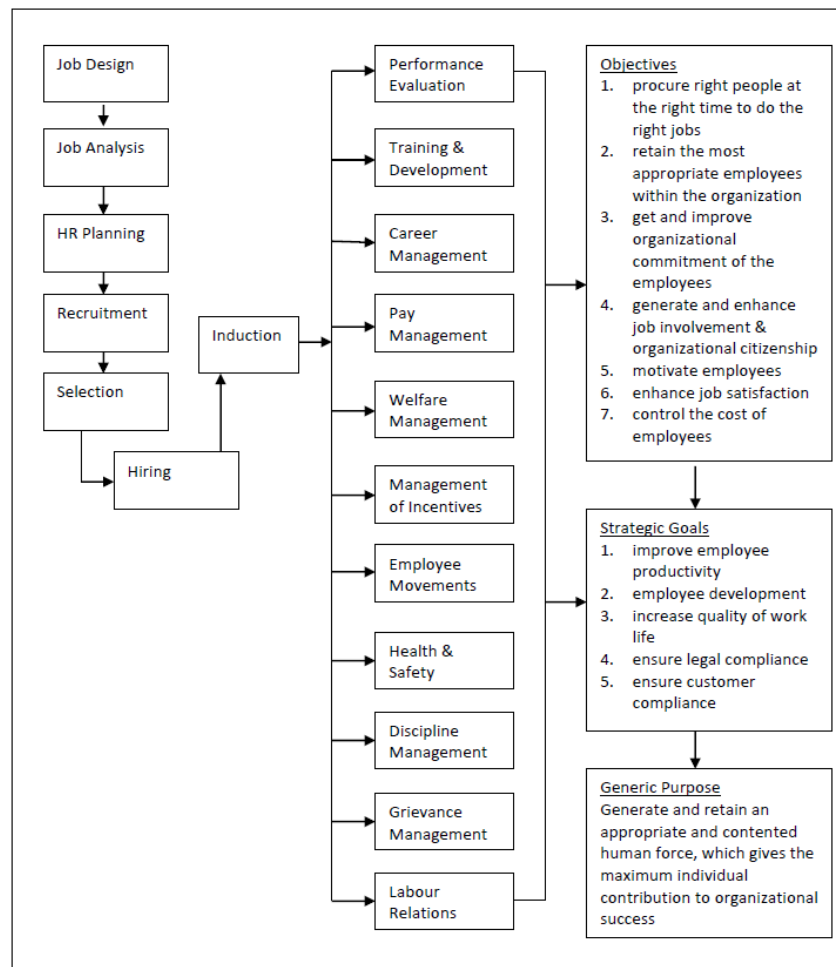 Job Design
Job Analysis
HR Planning
Recruitment
Selection
Hiring
Induction
Performance
Evaluation
Training &
Development
Career
Management
Pay
Management
Welfare
Management
Management
of Incentives
Employee
Movements
Health &
Safety
Discipline
Management
Grievance
Management
Labour
Relations
Objectives
1. procure right people at
the right time to do the
right jobs
2. retain the most
appropriate employees
within the organization
3. get and improve
organizational
commitment of the
employees
4. generate and enhance
job involvement &
organizational citizenship
5. motivate employees
6. enhance job satisfaction
7. control the cost of
employees
Strategic Goals
1. improve employee
productivity
2. employee development
3. increase quality of work
life
4. ensure legal compliance
5. ensure customer
compliance
Generic Purpose
Generate and retain an
appropriate and contented
human force, which gives the
maximum individual
contribution to organizational
success